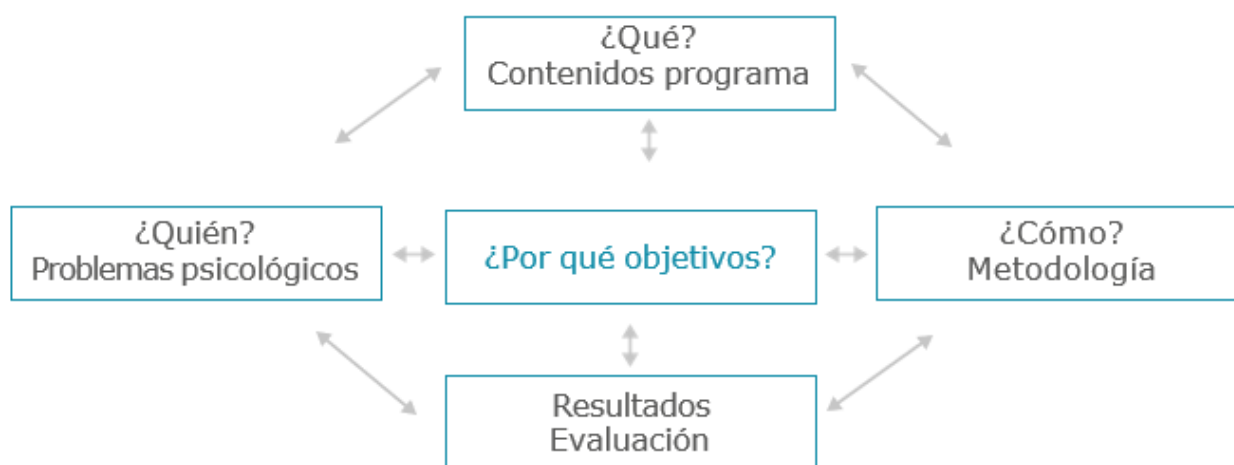 ¿Qué?
Contenidos programa
¿Quién?
Problemas psicológicos
¿Por qué objetivos?
¿Cómo?
Metodología
Resultados
Evaluación